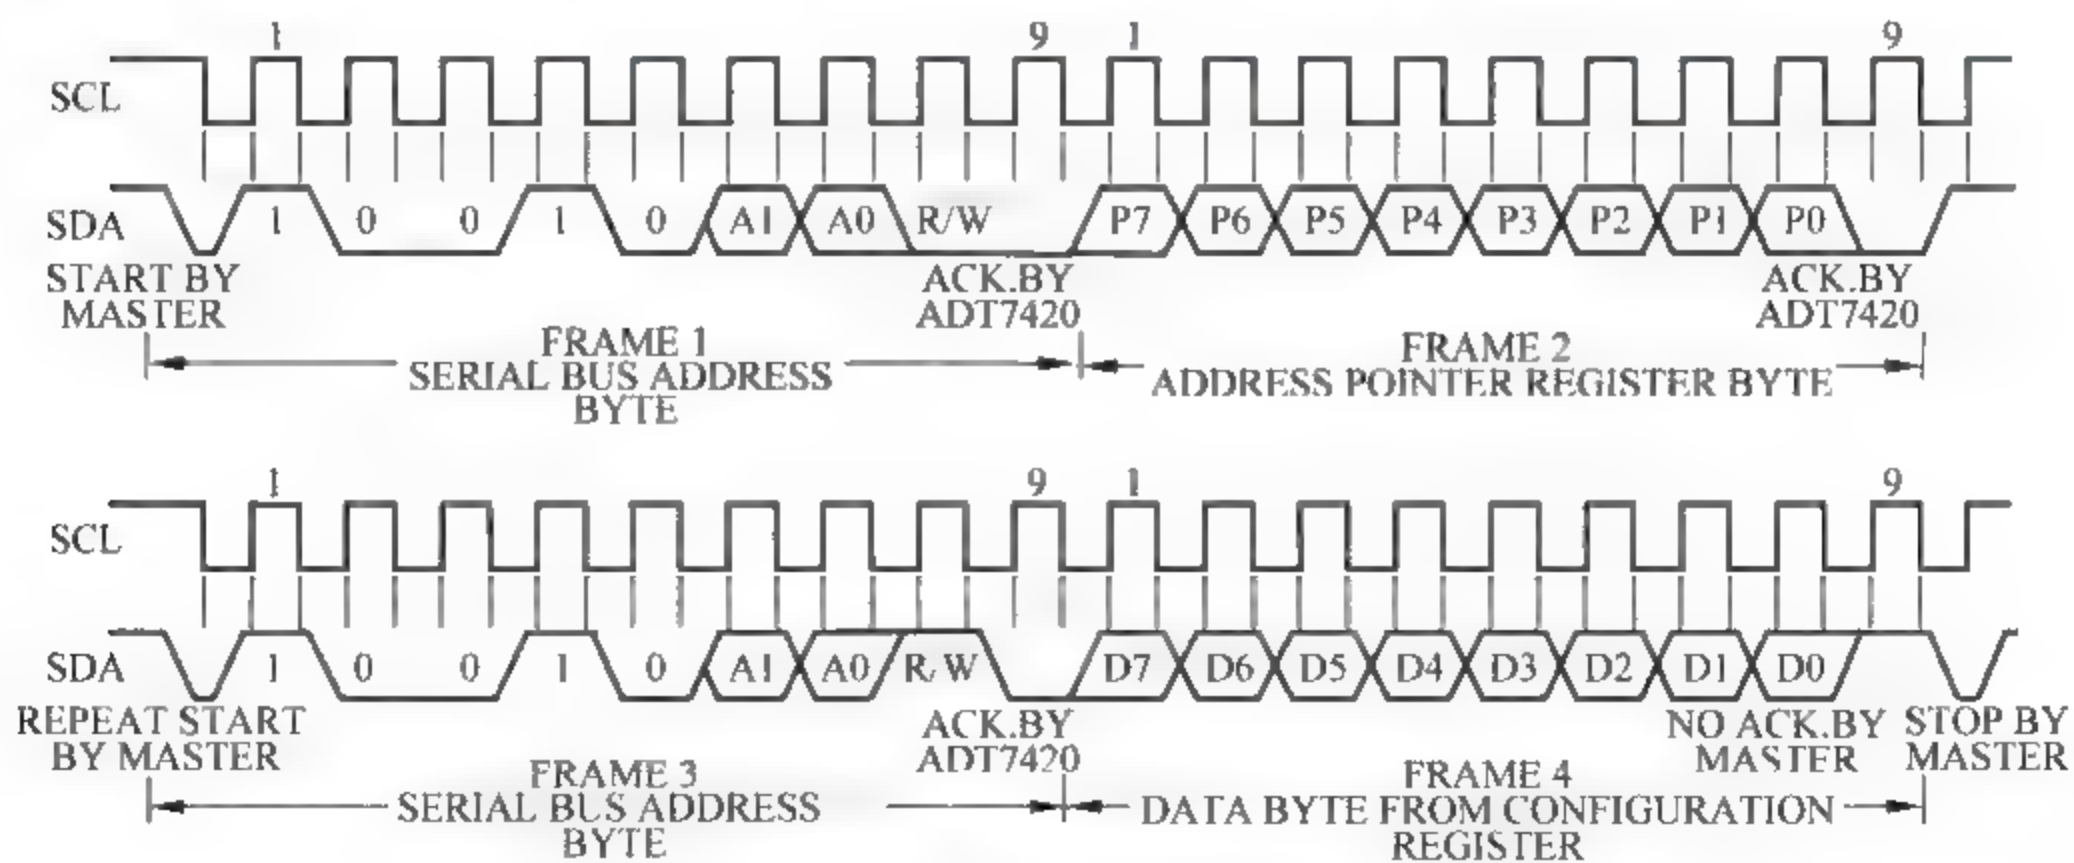 1 9 1 9
SCL
SDA 1 0 0 1 0 A1 A0 R/W P7 P6 P5 P4 P3 P2 P1 P0
START BY
MASTER
ACK.BY
ADT7420
ACK.BY
ADT7420
FRAME 1
SERIAL BUS ADDRESS
BYTE
FRAME 2
ADDRESS POINTER REGISTER BYTE
1 9 1 9
SCL
SDA 1 0 0 1 0 A1 A0 R/W D7 D6 D5 D4 D3 D2 D1 D0
REPEAT START
BY MASTER
ACK.BY
ADT7420
NO ACK.BY
MASTER
STOP BY
MASTER
FRAME 3
SERIAL BUS ADDRESS
BYTE
FRAME 4
DATA BYTE FROM CONFIGURATION
REGISTER